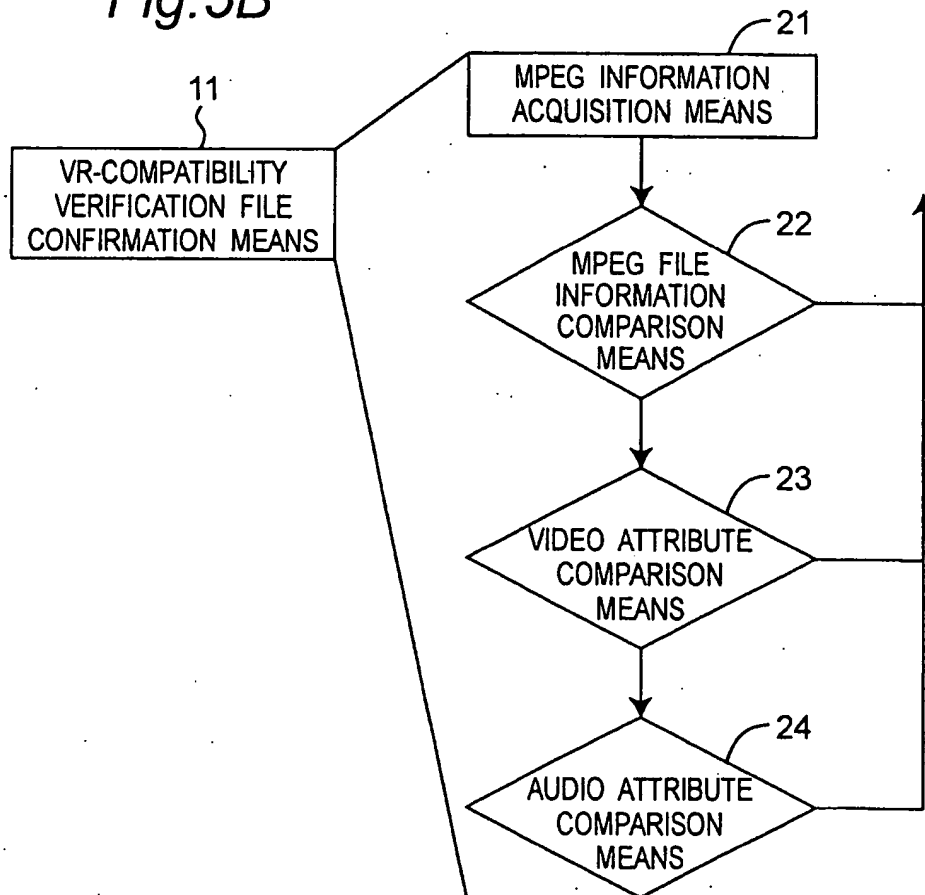 Fig.5B
21
MPEG INFORMATION
ACQUISITION MEANS
11
VR-COMPATIBILITY
VERIFICATION FILE
CONFIRMATION MEANS
22
MPEG FILE
INFORMATION
COMPARISON
MEANS
23
VIDEO ATTRIBUTE
COMPARISON
MEANS
24
AUDIO ATTRIBUTE
COMPARISON
MEANS